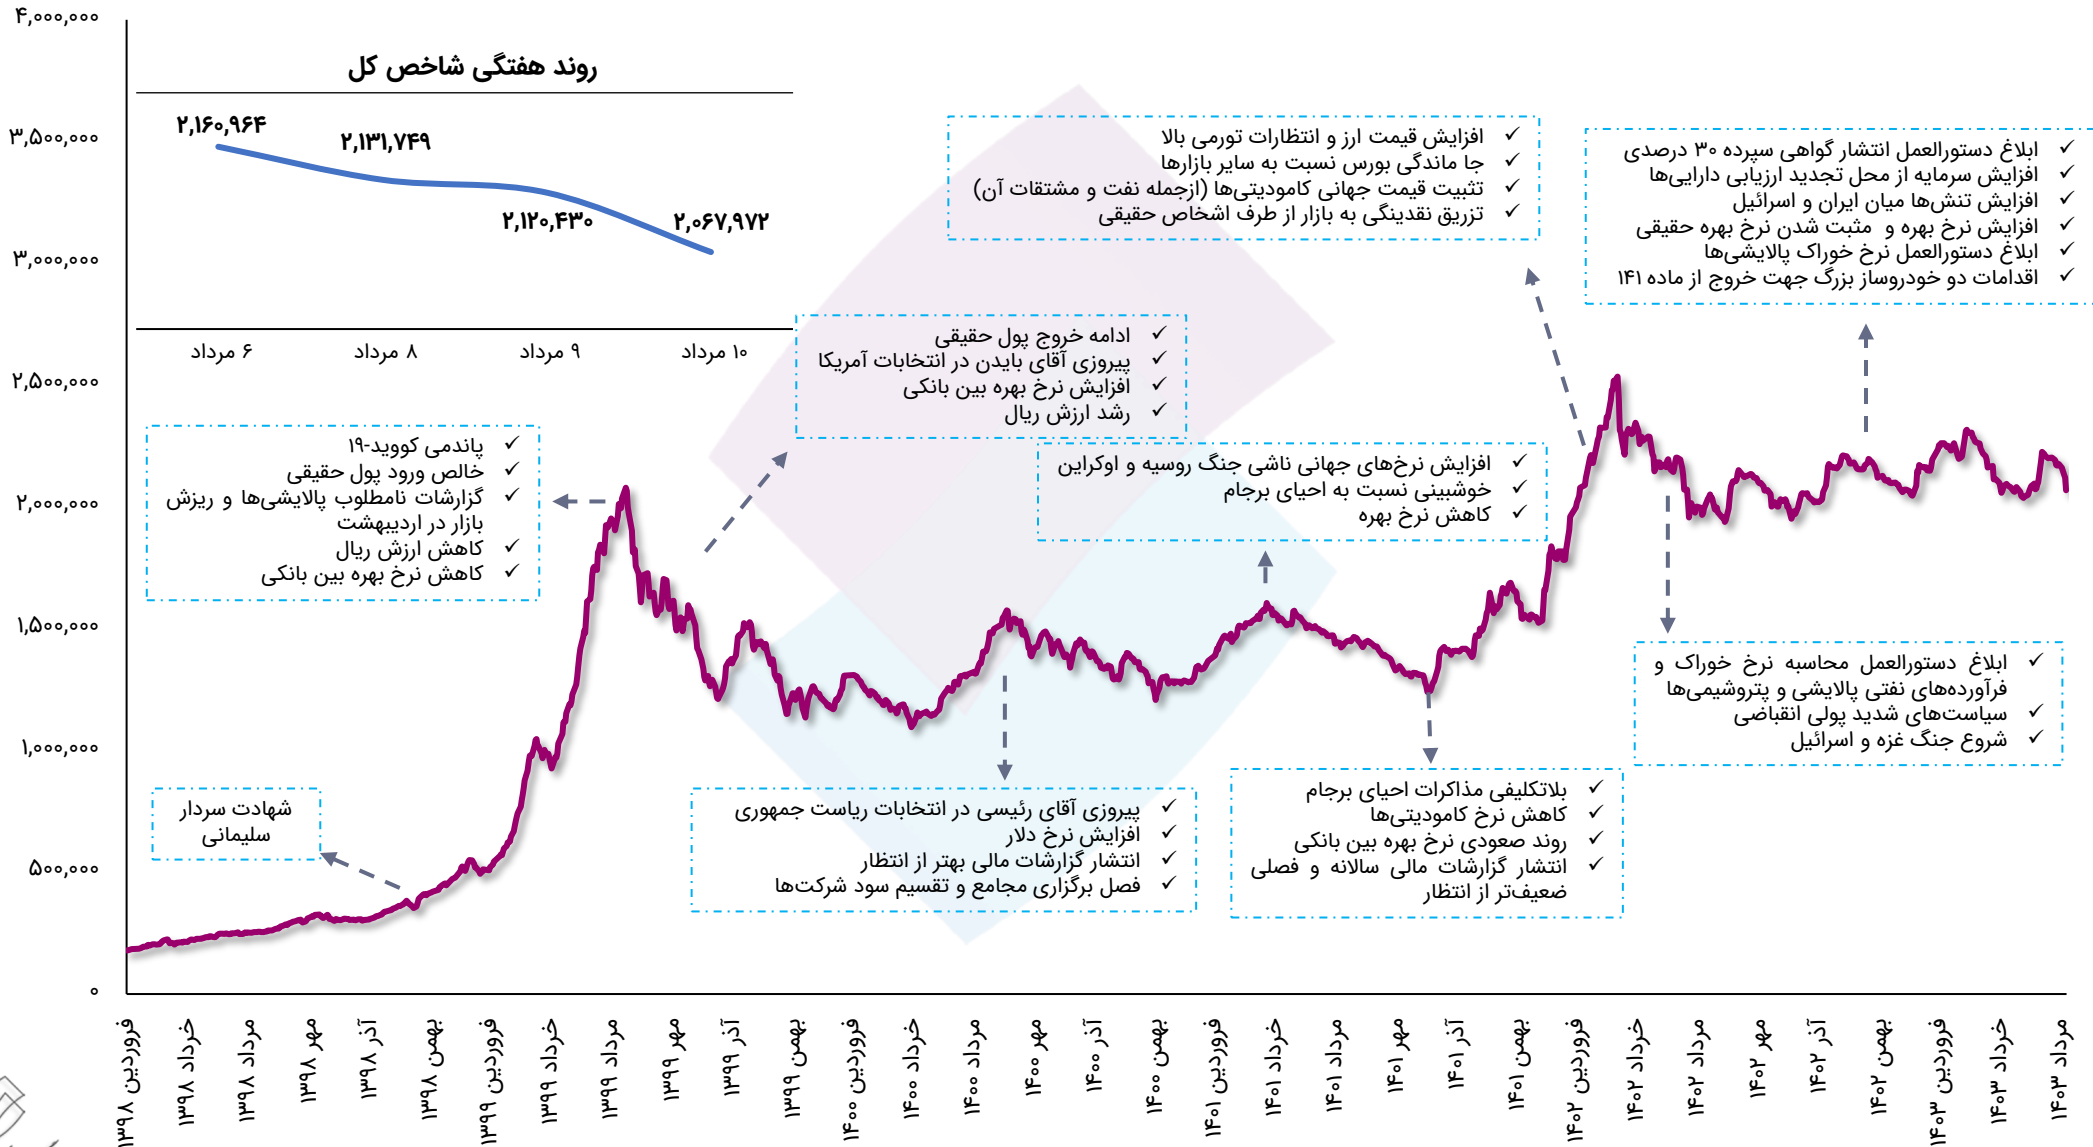 ۴,۰۰۰,۰۰۰
۳,۵۰۰,۰۰۰
۳,۰۰۰,۰۰۰
۲,۵۰۰,۰۰۰
۲,۰۰۰,۰۰۰
۱,۵۰۰,۰۰۰
۱,۰۰۰,۰۰۰
۵۰۰,۰۰۰
۰
روند هفتگی شاخص کل
۲,۱۶۰,۹۶۴
۲,۱۳۱,۷۴۹
۲,۱۲۰,۴۳۰
۲,۰۶۷,۹۷۲
۶ مرداد
۸ مرداد
۹ مرداد
۱۰ مرداد
✓ افزایش قیمت ارز و انتظارات تورمی بالا
✓ جا ماندگی بورس نسبت به سایر بازارها
✓ تثبیت قیمت جهانی کامودیتی‌ها (ازجمله نفت و مشتقات آن)
✓ تزریق نقدینگی به بازار از طرف اشخاص حقیقی
✓ ابلاغ دستورالعمل انتشار گواهی سپرده ۳۰ درصدی
✓ افزایش سرمایه از محل تجدید ارزیابی دارایی‌ها
✓ افزایش تنش‌ها میان ایران و اسرائیل
✓ افزایش نرخ بهره و مثبت شدن نرخ بهره حقیقی
✓ ابلاغ دستورالعمل نرخ خوراک پالایشی‌ها
✓ اقدامات دو خودروساز بزرگ جهت خروج از ماده ۱۴۱
✓ ادامه خروج پول حقیقی
✓ پیروزی آقای بایدن در انتخابات آمریکا
✓ افزایش نرخ بهره بین بانکی
✓ رشد ارزش ریال
✓ پاندمی کووید-۱۹
✓ خالص ورود پول حقیقی
✓ گزارشات نامطلوب پالایشی‌ها و ریزش
بازار در اردیبهشت
✓ کاهش ارزش ریال
✓ کاهش نرخ بهره بین بانکی
✓ افزایش نرخ‌های جهانی ناشی جنگ روسیه و اوکراین
✓ خوشبینی نسبت به احیای برجام
✓ کاهش نرخ بهره
✓ ابلاغ دستورالعمل محاسبه نرخ خوراک و
فرآورده‌های نفتی پالایشی و پتروشیمی‌ها
✓ سیاست‌های شدید پولی انقباضی
✓ شروع جنگ غزه و اسرائیل
شهادت سردار
سلیمانی
✓ پیروزی آقای رئیسی در انتخابات ریاست جمهوری
✓ افزایش نرخ دلار
✓ انتشار گزارشات مالی بهتر از انتظار
✓ فصل برگزاری مجامع و تقسیم سود شرکت‌ها
✓ بلاتکلیفی مذاکرات احیای برجام
✓ کاهش نرخ کامودیتی‌ها
✓ روند صعودی نرخ بهره بین بانکی
✓ انتشار گزارشات مالی سالانه و فصلی
ضعیف‌تر از انتظار
فروردین ۱۳۹۸
خرداد ۱۳۹۸
مرداد ۱۳۹۸
مهر ۱۳۹۸
آذر ۱۳۹۸
بهمن ۱۳۹۸
فروردین ۱۳۹۹
خرداد ۱۳۹۹
مرداد ۱۳۹۹
مهر ۱۳۹۹
آذر ۱۳۹۹
بهمن ۱۳۹۹
فروردین ۱۴۰۰
خرداد ۱۴۰۰
مرداد ۱۴۰۰
مهر ۱۴۰۰
آذر ۱۴۰۰
بهمن ۱۴۰۰
فروردین ۱۴۰۱
خرداد ۱۴۰۱
مرداد ۱۴۰۱
مهر ۱۴۰۱
آذر ۱۴۰۱
بهمن ۱۴۰۱
فروردین ۱۴۰۲
خرداد ۱۴۰۲
مرداد ۱۴۰۲
مهر ۱۴۰۲
آذر ۱۴۰۲
بهمن ۱۴۰۲
فروردین ۱۴۰۳
خرداد ۱۴۰۳
مرداد ۱۴۰۳